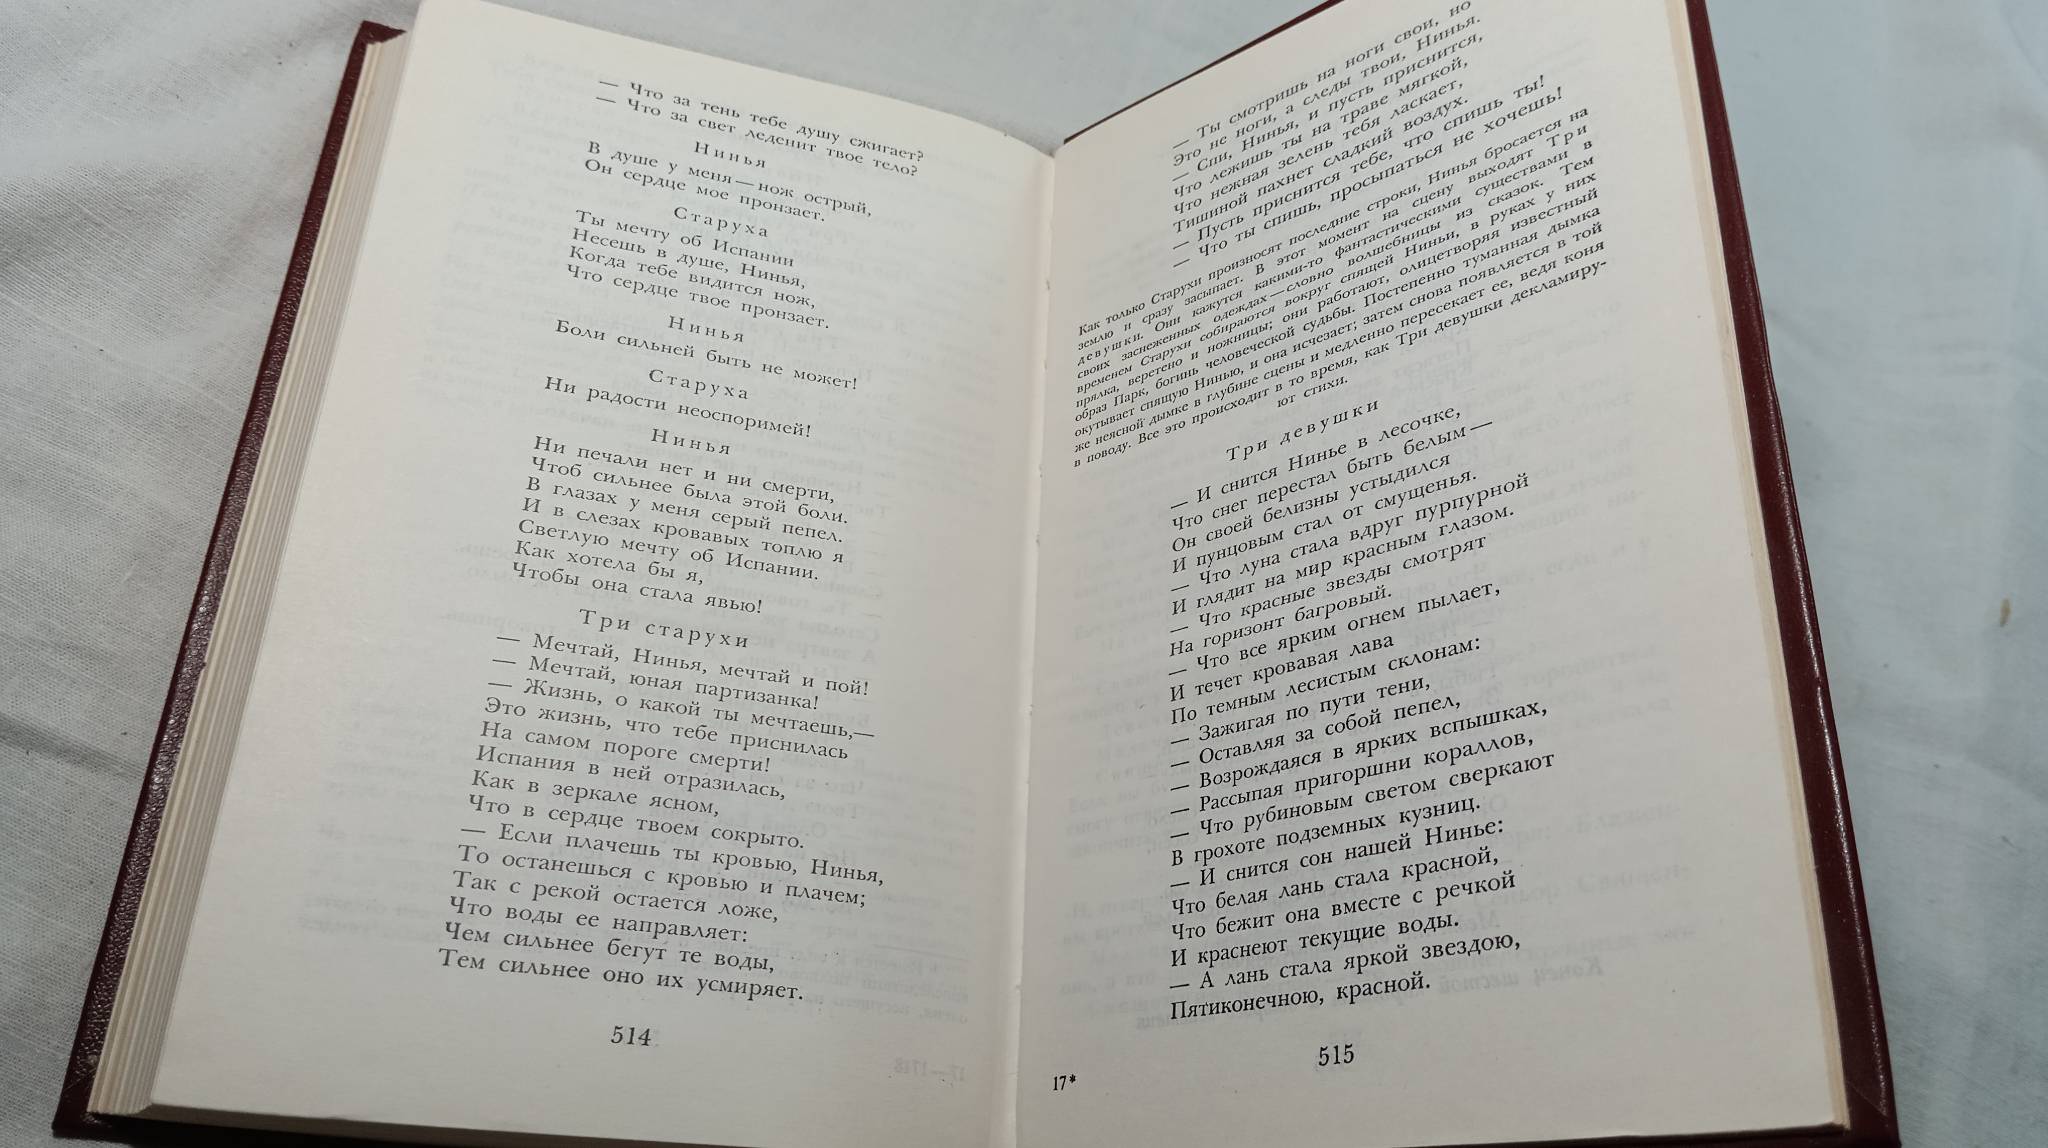 — Что за тень тебе душу сжигает?
— Что за свет леденит твое тело?
Нинья
В душе у меня — нож острый,
Он сердце мое пронзает.
Старуха
Ты мечту об Испании
Несешь в душе, Нинья,
Когда тебе видится нож,
Что сердце твое пронзает.
Нинья
Боли сильней быть не может!
Старуха
Ни радости неоспоримей!
Нинья
Ни печали нет и ни смерти,
Чтоб сильнее была этой боли.
В глазах у меня серый пепел.
И в слезах кровавых топлю я
Светлую мечту об Испании.
Как хотела бы я,
Чтобы она стала явью!
Три старухи
— Мечтай, Нинья, мечтай и пой!
— Мечтай, юная партизанка!
— Жизнь, о какой ты мечтаешь,—
Это жизнь, что тебе приснилась
На самом пороге смерти!
Испания в ней отразилась,
Как в зеркале ясном,
Что в сердце твоем сокрыто.
— Если плачешь ты кровью, Нинья,
То останешься с кровью и плачем;
Так с рекой остается ложе,
Что воды ее направляет:
Чем сильнее бегут те воды,
Тем сильнее оно их усмиряет.
514
— Ты смотришь на ноги свои, но
Это не ноги, а следы твои, Нинья.
— Спи, Нинья, и пусть приснится,
Что лежишь ты на траве мягкой,
Что нежная зелень тебя ласкает,
Тишиной пахнет сладкий воздух.
— Пусть приснится тебе, что спишь ты!
— Что ты спишь, просыпаться не хочешь!
Как только Старухи произносят последние строки, Нинья бросается на
землю и сразу засыпает. В этот момент на сцену выходят Три
девушки. Они кажутся какими-то фантастическими существами в
своих заснеженных одеждах — словно волшебницы из сказок. Тем
временем Старухи собираются вокруг спящей Ниньи, в руках у них
прялка, веретено и ножницы; они работают, олицетворяя известный
образ Парк, богинь человеческой судьбы. Постепенно туманная дымка
окутывает спящую Нинью, и она исчезает; затем снова появляется в той
же неясной дымке в глубине сцены и медленно пересекает ее, ведя коня
в поводу. Все это происходит в то время, как Три девушки декламиру-
ют стихи.
Три девушки
— И снится Нинье в лесочке,
Что снег перестал быть белым —
Он своей белизны устыдился
И пунцовым стал от смущенья.
— Что луна стала вдруг пурпурной
И глядит на мир красным глазом.
— Что красные звезды смотрят
На горизонт багровый.
— Что все ярким огнем пылает,
И течет кровавая лава
По темным лесистым склонам:
— Зажигая по пути тени,
— Оставляя за собой пепел,
— Возрождаяся в ярких вспышках,
— Рассыпая пригоршни кораллов,
— Что рубиновым светом сверкают
В грохоте подземных кузниц.
— И снится сон нашей Нинье:
Что белая лань стала красной,
Что бежит она вместе с речкой
И краснеют текущие воды.
— А лань стала яркой звездою,
Пятиконечною, красной.
17*
515